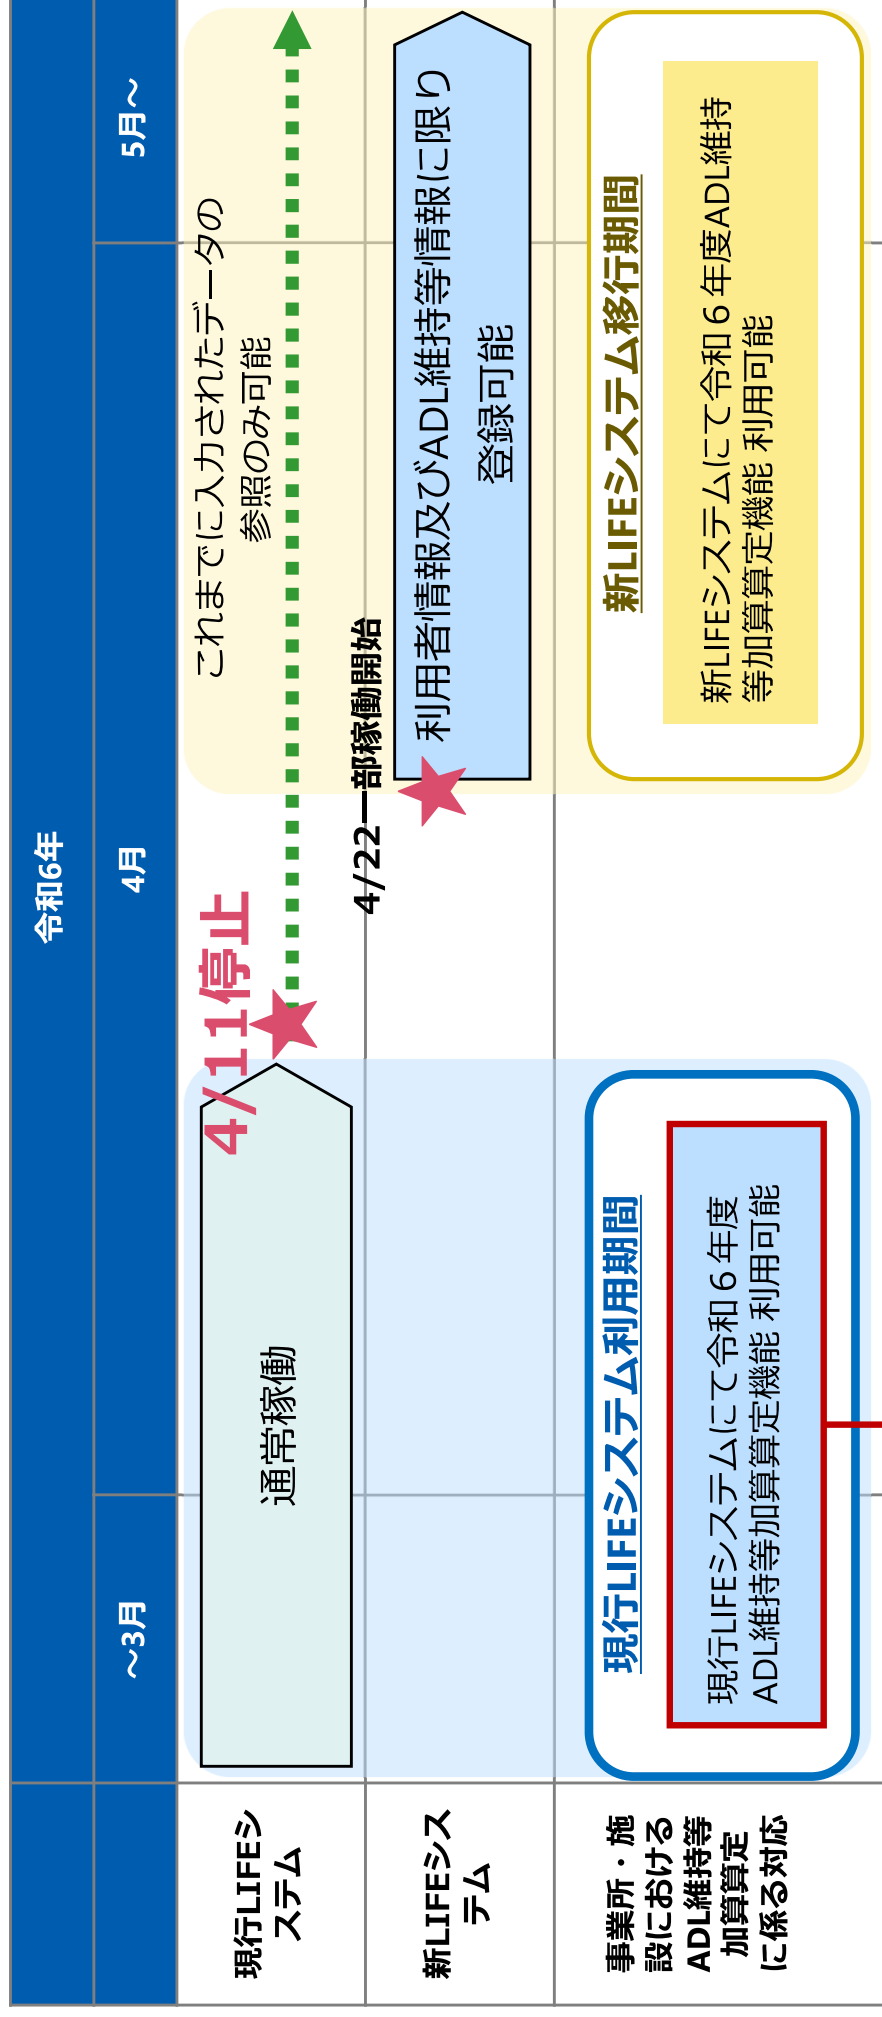 令和6年
～3月
4月
5月～
現行LIFEシ
ステム
通常稼働
4/11停止
これまでに入力されたデータの
参照のみ可能
新LIFEシス
テム
4/22一部稼働開始
利用者情報及びADL維持等情報に限り
登録可能
事業所・施
設における
ADL維持等
加算算定
に係る対応
現行LIFEシステム利用期間
現行LIFEシステムにて令和６年度
ADL維持等加算算定機能 利用可能
新LIFEシステム移行期間
新LIFEシステムにて令和６年度ADL維持
等加算算定機能 利用可能